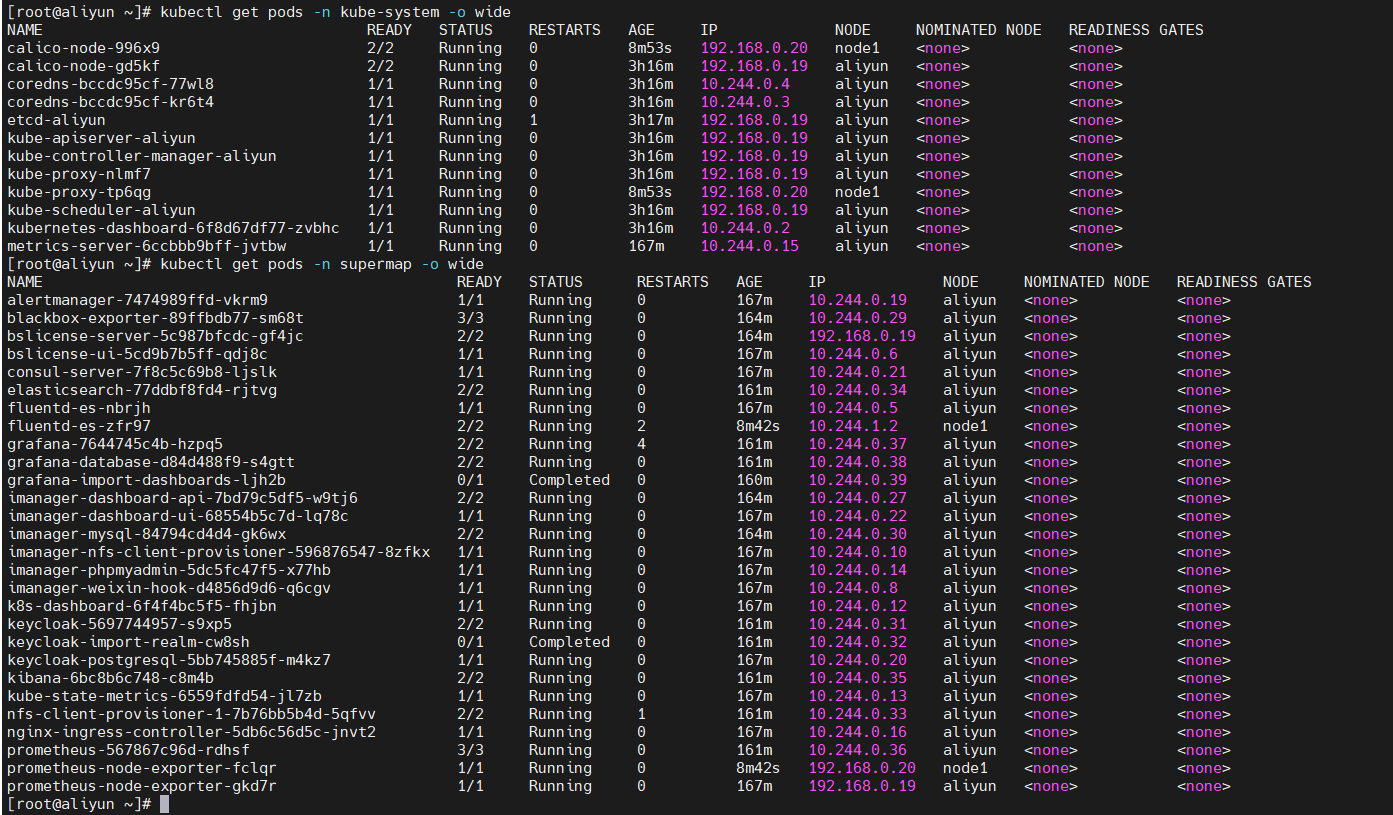 [root@aliyun ~]# kubectl get pods -n kube-system -o wide
NAME READY STATUS RESTARTS AGE IP NODE NOMINATED NODE READINESS GATES
calico-node-996x9 2/2 Running 0 8m53s 192.168.0.20 node1 <none> <none>
calico-node-gd5kf 2/2 Running 0 3h16m 192.168.0.19 aliyun <none> <none>
coredns-bccdc95cf-77wl8 1/1 Running 0 3h16m 10.244.0.4 aliyun <none> <none>
coredns-bccdc95cf-kr6t4 1/1 Running 0 3h16m 10.244.0.3 aliyun <none> <none>
etcd-aliyun 1/1 Running 1 3h17m 192.168.0.19 aliyun <none> <none>
kube-apiserver-aliyun 1/1 Running 0 3h16m 192.168.0.19 aliyun <none> <none>
kube-controller-manager-aliyun 1/1 Running 0 3h16m 192.168.0.19 aliyun <none> <none>
kube-proxy-nlmf7 1/1 Running 0 3h16m 192.168.0.19 aliyun <none> <none>
kube-proxy-tp6qg 1/1 Running 0 8m53s 192.168.0.20 node1 <none> <none>
kube-scheduler-aliyun 1/1 Running 0 3h16m 192.168.0.19 aliyun <none> <none>
kubernetes-dashboard-6f8d67df77-zvbhc 1/1 Running 0 3h16m 10.244.0.2 aliyun <none> <none>
metrics-server-6ccbbb9bff-jvtbw 1/1 Running 0 167m 10.244.0.15 aliyun <none> <none>
[root@aliyun ~]# kubectl get pods -n supermap -o wide
NAME READY STATUS RESTARTS AGE IP NODE NOMINATED NODE READINESS GATES
alertmanager-7474989ffd-vkrm9 1/1 Running 0 167m 10.244.0.19 aliyun <none> <none>
blackbox-exporter-89ffbdb77-sm68t 3/3 Running 0 164m 10.244.0.29 aliyun <none> <none>
bslicense-server-5c987bfcdc-gf4jc 2/2 Running 0 164m 192.168.0.19 aliyun <none> <none>
bslicense-ui-5cd9b7b5ff-qdj8c 1/1 Running 0 167m 10.244.0.6 aliyun <none> <none>
consul-server-7f8c5c69b8-ljslk 1/1 Running 0 167m 10.244.0.21 aliyun <none> <none>
elasticsearch-77ddbf8fd4-rjtvg 2/2 Running 0 161m 10.244.0.34 aliyun <none> <none>
fluentd-es-nbrjh 1/1 Running 0 167m 10.244.0.5 aliyun <none> <none>
fluentd-es-zfr97 2/2 Running 2 8m42s 10.244.1.2 node1 <none> <none>
grafana-7644745c4b-hzpq5 2/2 Running 4 161m 10.244.0.37 aliyun <none> <none>
grafana-database-d84d488f9-s4gtt 2/2 Running 0 161m 10.244.0.38 aliyun <none> <none>
grafana-import-dashboards-ljh2b 0/1 Completed 0 160m 10.244.0.39 aliyun <none> <none>
imanager-dashboard-api-7bd79c5df5-w9tj6 2/2 Running 0 164m 10.244.0.27 aliyun <none> <none>
imanager-dashboard-ui-68554b5c7d-lq78c 1/1 Running 0 167m 10.244.0.22 aliyun <none> <none>
imanager-mysql-84794cd4d4-gk6wx 2/2 Running 0 164m 10.244.0.30 aliyun <none> <none>
imanager-nfs-client-provisioner-596876547-8zfkx 1/1 Running 0 167m 10.244.0.10 aliyun <none> <none>
imanager-phpmyadmin-5dc5fc47f5-x77hb 1/1 Running 0 167m 10.244.0.14 aliyun <none> <none>
imanager-weixin-hook-d4856d9d6-q6cgv 1/1 Running 0 167m 10.244.0.8 aliyun <none> <none>
k8s-dashboard-6f4f4bc5f5-fhjbn 1/1 Running 0 167m 10.244.0.12 aliyun <none> <none>
keycloak-5697744957-s9xp5 2/2 Running 0 161m 10.244.0.31 aliyun <none> <none>
keycloak-import-realm-cw8sh 0/1 Completed 0 161m 10.244.0.32 aliyun <none> <none>
keycloak-postgresql-5bb745885f-m4kz7 1/1 Running 0 167m 10.244.0.20 aliyun <none> <none>
kibana-6bc8b6c748-c8m4b 2/2 Running 0 161m 10.244.0.35 aliyun <none> <none>
kube-state-metrics-6559fdfd54-jl7zb 1/1 Running 0 167m 10.244.0.13 aliyun <none> <none>
nfs-client-provisioner-1-7b76bb5b4d-5qfvv 2/2 Running 1 161m 10.244.0.33 aliyun <none> <none>
nginx-ingress-controller-5db6c56d5c-jnvt2 1/1 Running 0 167m 10.244.0.16 aliyun <none> <none>
prometheus-567867c96d-rdhsf 3/3 Running 0 161m 10.244.0.36 aliyun <none> <none>
prometheus-node-exporter-fclqr 1/1 Running 0 8m42s 192.168.0.20 node1 <none> <none>
prometheus-node-exporter-gkd7r 1/1 Running 0 167m 192.168.0.19 aliyun <none> <none>
[root@aliyun ~]#